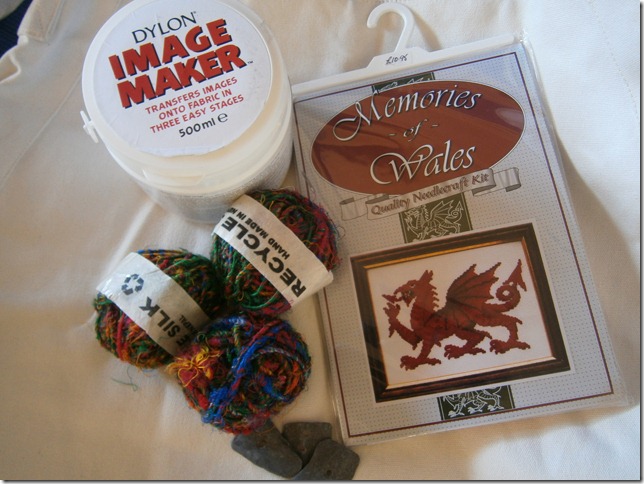 DYLON
IMAGE
MAKER™
TRANSFERS IMAGES
ONTO FABRIC IN
THREE EASY STAGES
500ml e
Memories
- of -
Wales
Quality Needlecraft Kit
RECYCLE
HAND MADE IN
SILK